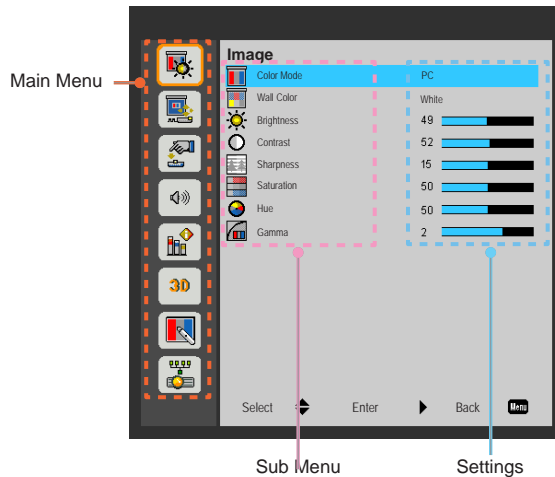 Main Menu
Image
Color Mode PC
Wall Color White
Brightness 49
Contrast 52
Sharpness 15
Saturation 50
Hue 50
Gamma 2
3D
Select Enter Back Menu
Sub Menu Settings